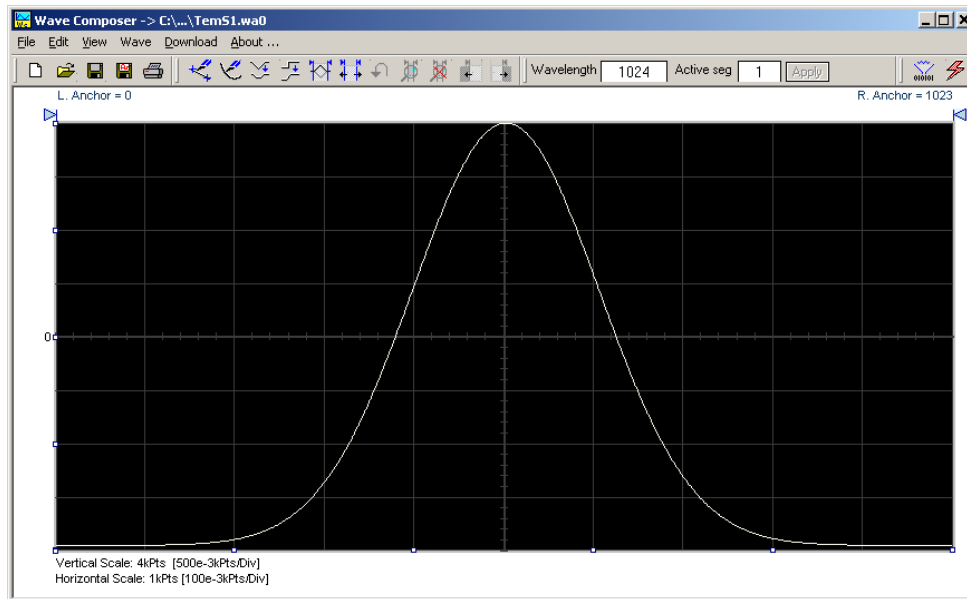 Wave Composer -> C:\...\TemS1.wa0
File Edit View Wave Download About ...
Wavelength 1024 Active seg 1 Apply
L. Anchor = 0 R. Anchor = 1023
0
Vertical Scale: 4kPts [500e-3kPts/Div]
Horizontal Scale: 1kPts [100e-3kPts/Div]